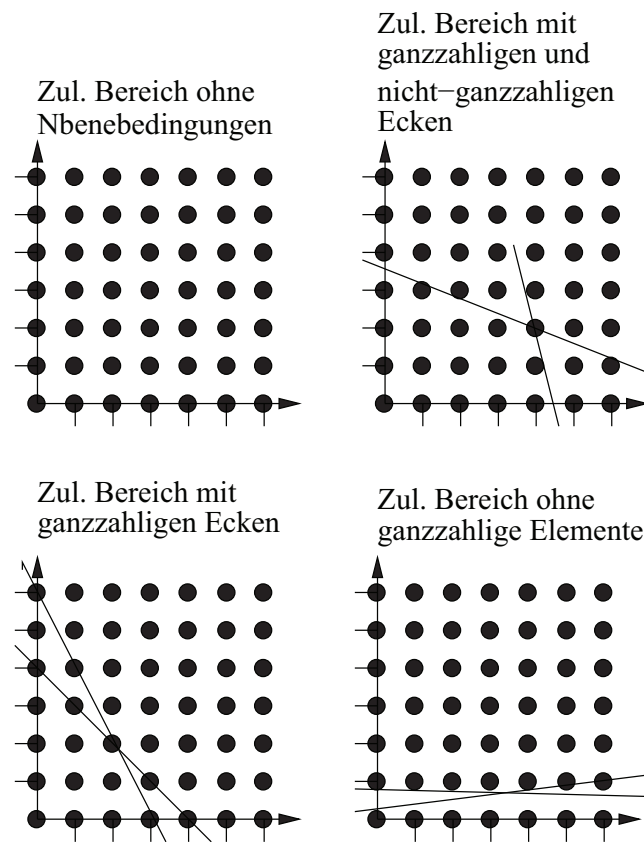 Zul. Bereich ohne
Nbenebedingungen
Zul. Bereich mit
ganzzahligen und
nicht−ganzzahligen
Ecken
Zul. Bereich mit
ganzzahligen Ecken
Zul. Bereich ohne
ganzzahlige Elemente